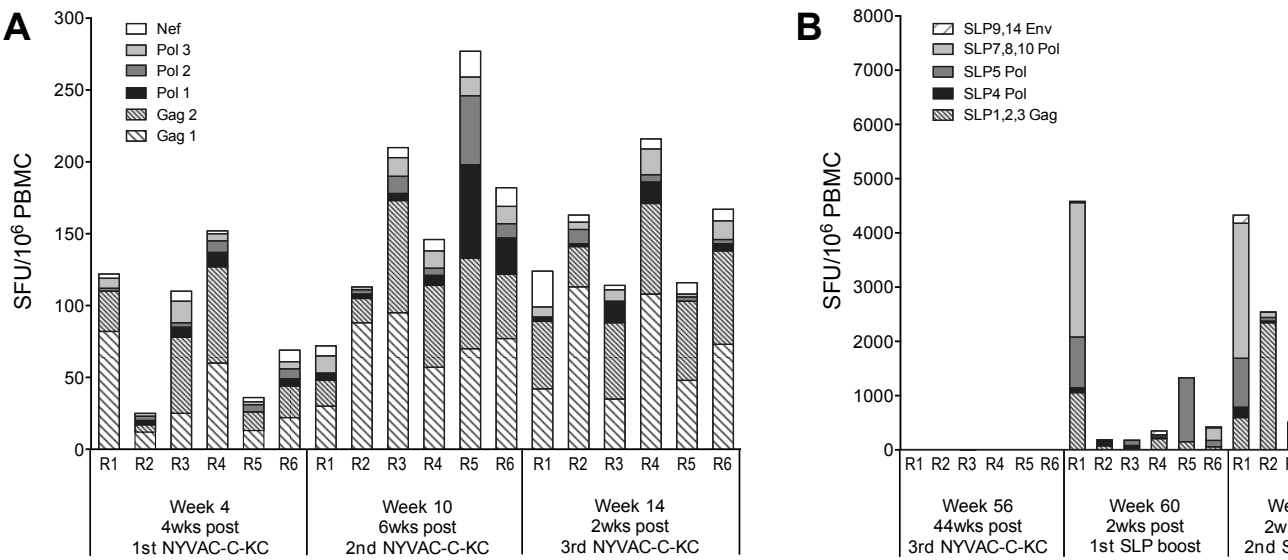 A
300
250
200
150
100
50
0
SFU/10⁶ PBMC
Nef
Pol 3
Pol 2
Pol 1
Gag 2
Gag 1
R1 R2 R3 R4 R5 R6 R1 R2 R3 R4 R5 R6 R1 R2 R3 R4 R5 R6
Week 4
4wks post
1st NYVAC-C-KC
Week 10
6wks post
2nd NYVAC-C-KC
Week 14
2wks post
3rd NYVAC-C-KC
B
8000
7000
6000
5000
4000
3000
2000
1000
0
SFU/10⁶ PBMC
SLP9,14 Env
SLP7,8,10 Pol
SLP5 Pol
SLP4 Pol
SLP1,2,3 Gag
R1 R2 R3 R4 R5 R6 R1 R2 R3 R4 R5 R6 R1 R2
Week 56
44wks post
3rd NYVAC-C-KC
Week 60
2wks post
1st SLP boost
We
2w
2nd S